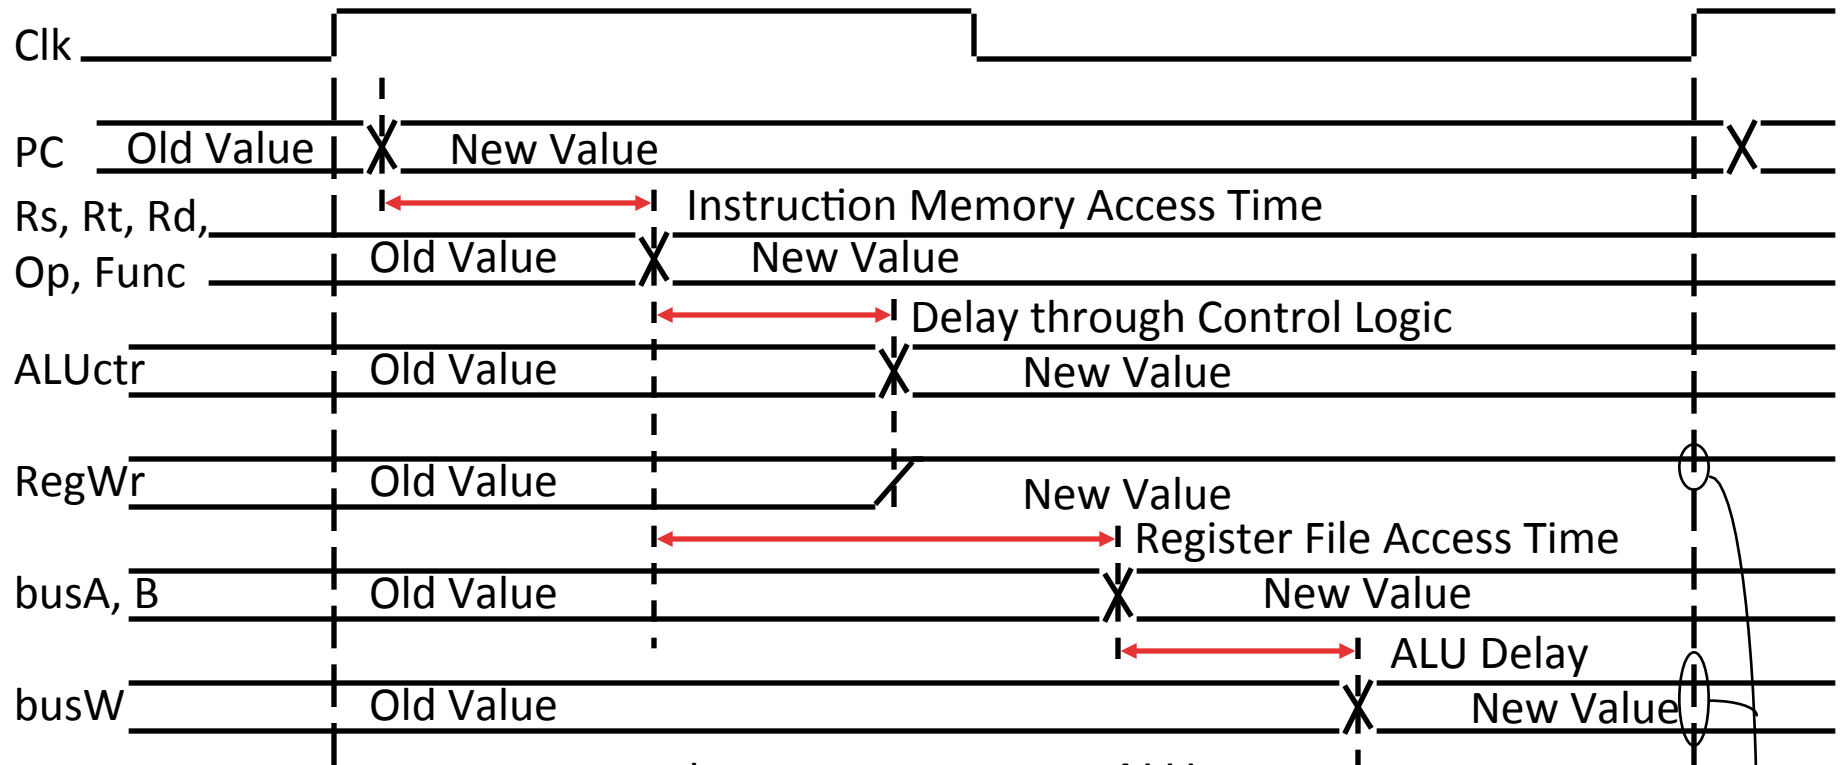 Clk
PC Old Value New Value
Rs, Rt, Rd, Instruction Memory Access Time
Op, Func Old Value New Value
Delay through Control Logic
ALUctr Old Value New Value
RegWr Old Value New Value
Register File Access Time
busA, B Old Value New Value
ALU Delay
busW Old Value New Value